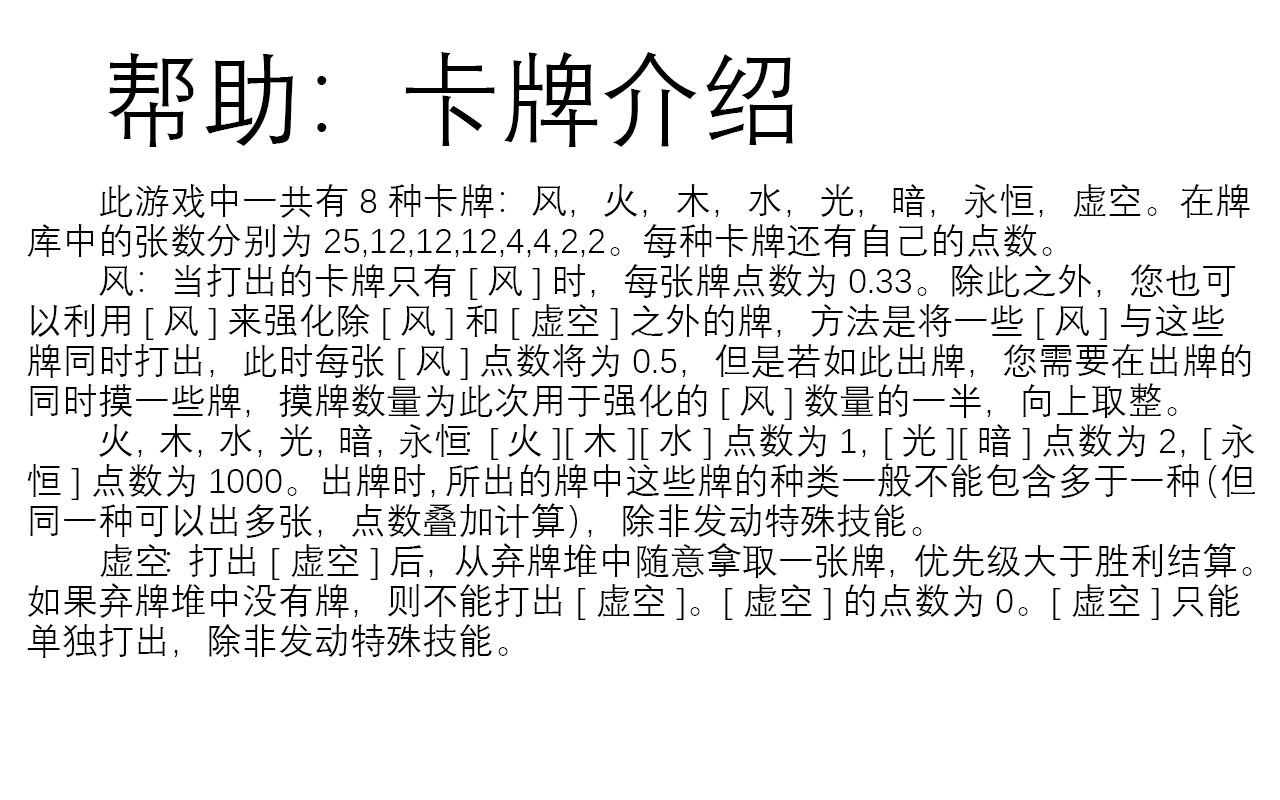 帮助：卡牌介绍
此游戏中一共有 8 种卡牌：风，火，木，水，光，暗，永恒，虚空。在牌
库中的张数分别为 25,12,12,12,4,4,2,2。每种卡牌还有自己的点数。
风：当打出的卡牌只有 [ 风 ] 时，每张牌点数为 0.33。除此之外，您也可
以利用 [ 风 ] 来强化除 [ 风 ] 和 [ 虚空 ] 之外的牌，方法是将一些 [ 风 ] 与这些
牌同时打出，此时每张 [ 风 ] 点数将为 0.5，但是若如此出牌，您需要在出牌的
同时摸一些牌，摸牌数量为此次用于强化的 [ 风 ] 数量的一半，向上取整。
火, 木, 水, 光, 暗, 永恒: [ 火 ][ 木 ][ 水 ] 点数为 1, [ 光 ][ 暗 ] 点数为 2, [ 永
恒 ] 点数为 1000。出牌时, 所出的牌中这些牌的种类一般不能包含多于一种（但
同一种可以出多张，点数叠加计算），除非发动特殊技能。
虚空: 打出 [ 虚空 ] 后，从弃牌堆中随意拿取一张牌, 优先级大于胜利结算。
如果弃牌堆中没有牌，则不能打出 [ 虚空 ]。[ 虚空 ] 的点数为 0。[ 虚空 ] 只能
单独打出，除非发动特殊技能。